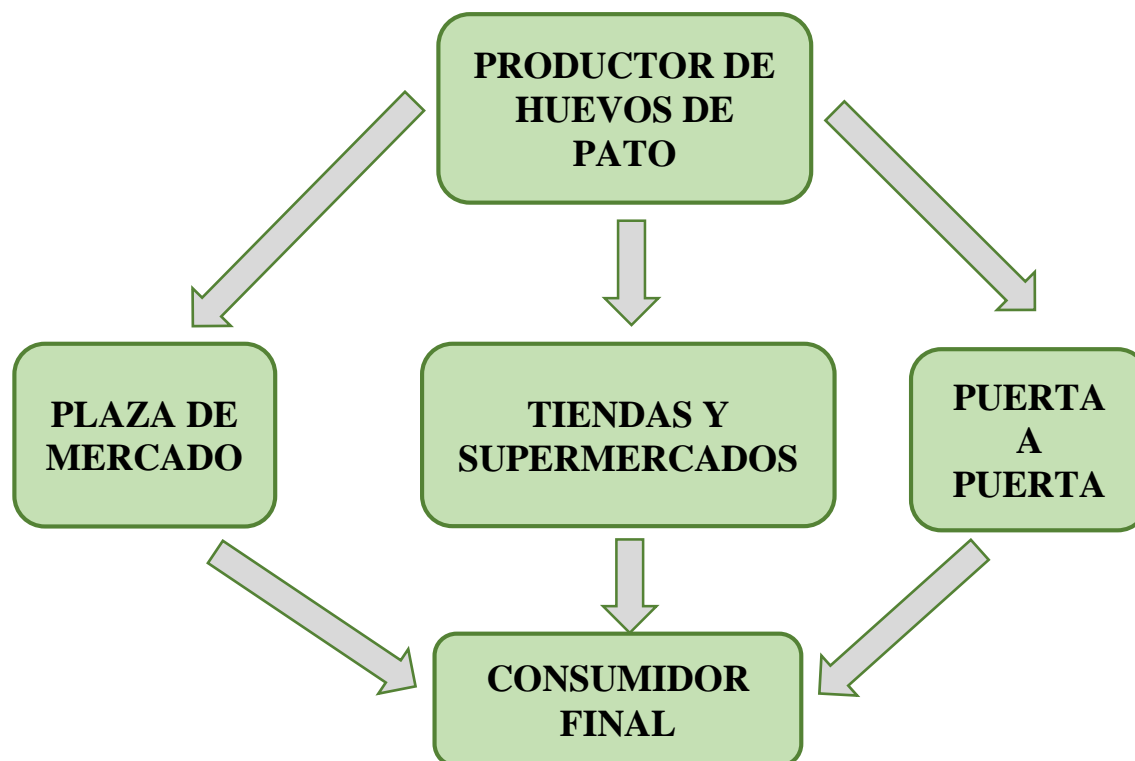 PRODUCTOR DE
HUEVOS DE
PATO
PLAZA DE
MERCADO
TIENDAS Y
SUPERMERCADOS
PUERTA
A
PUERTA
CONSUMIDOR
FINAL